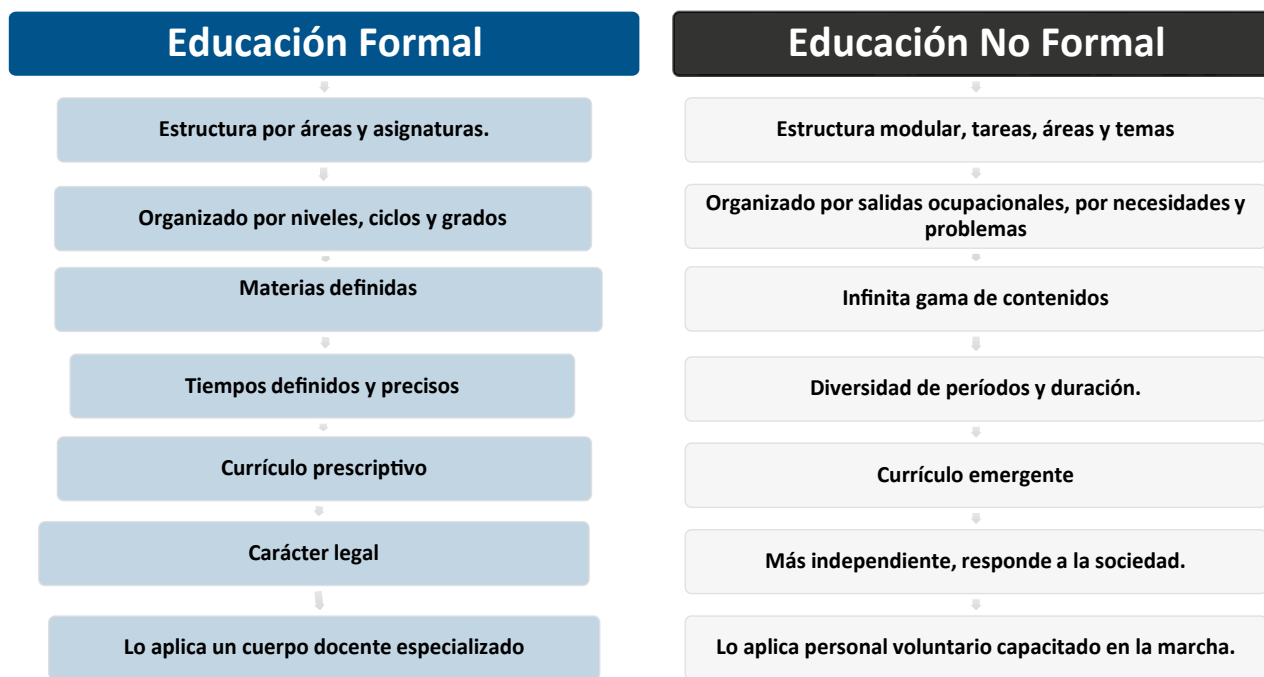 Educación Formal
Estructura por áreas y asignaturas.
Organizado por niveles, ciclos y grados
Materias definidas
Tiempos definidos y precisos
Currículo prescriptivo
Carácter legal
Lo aplica un cuerpo docente especializado
Educación No Formal
Estructura modular, tareas, áreas y temas
Organizado por salidas ocupacionales, por necesidades y
problemas
Infinita gama de contenidos
Diversidad de períodos y duración.
Currículo emergente
Más independiente, responde a la sociedad.
Lo aplica personal voluntario capacitado en la marcha.